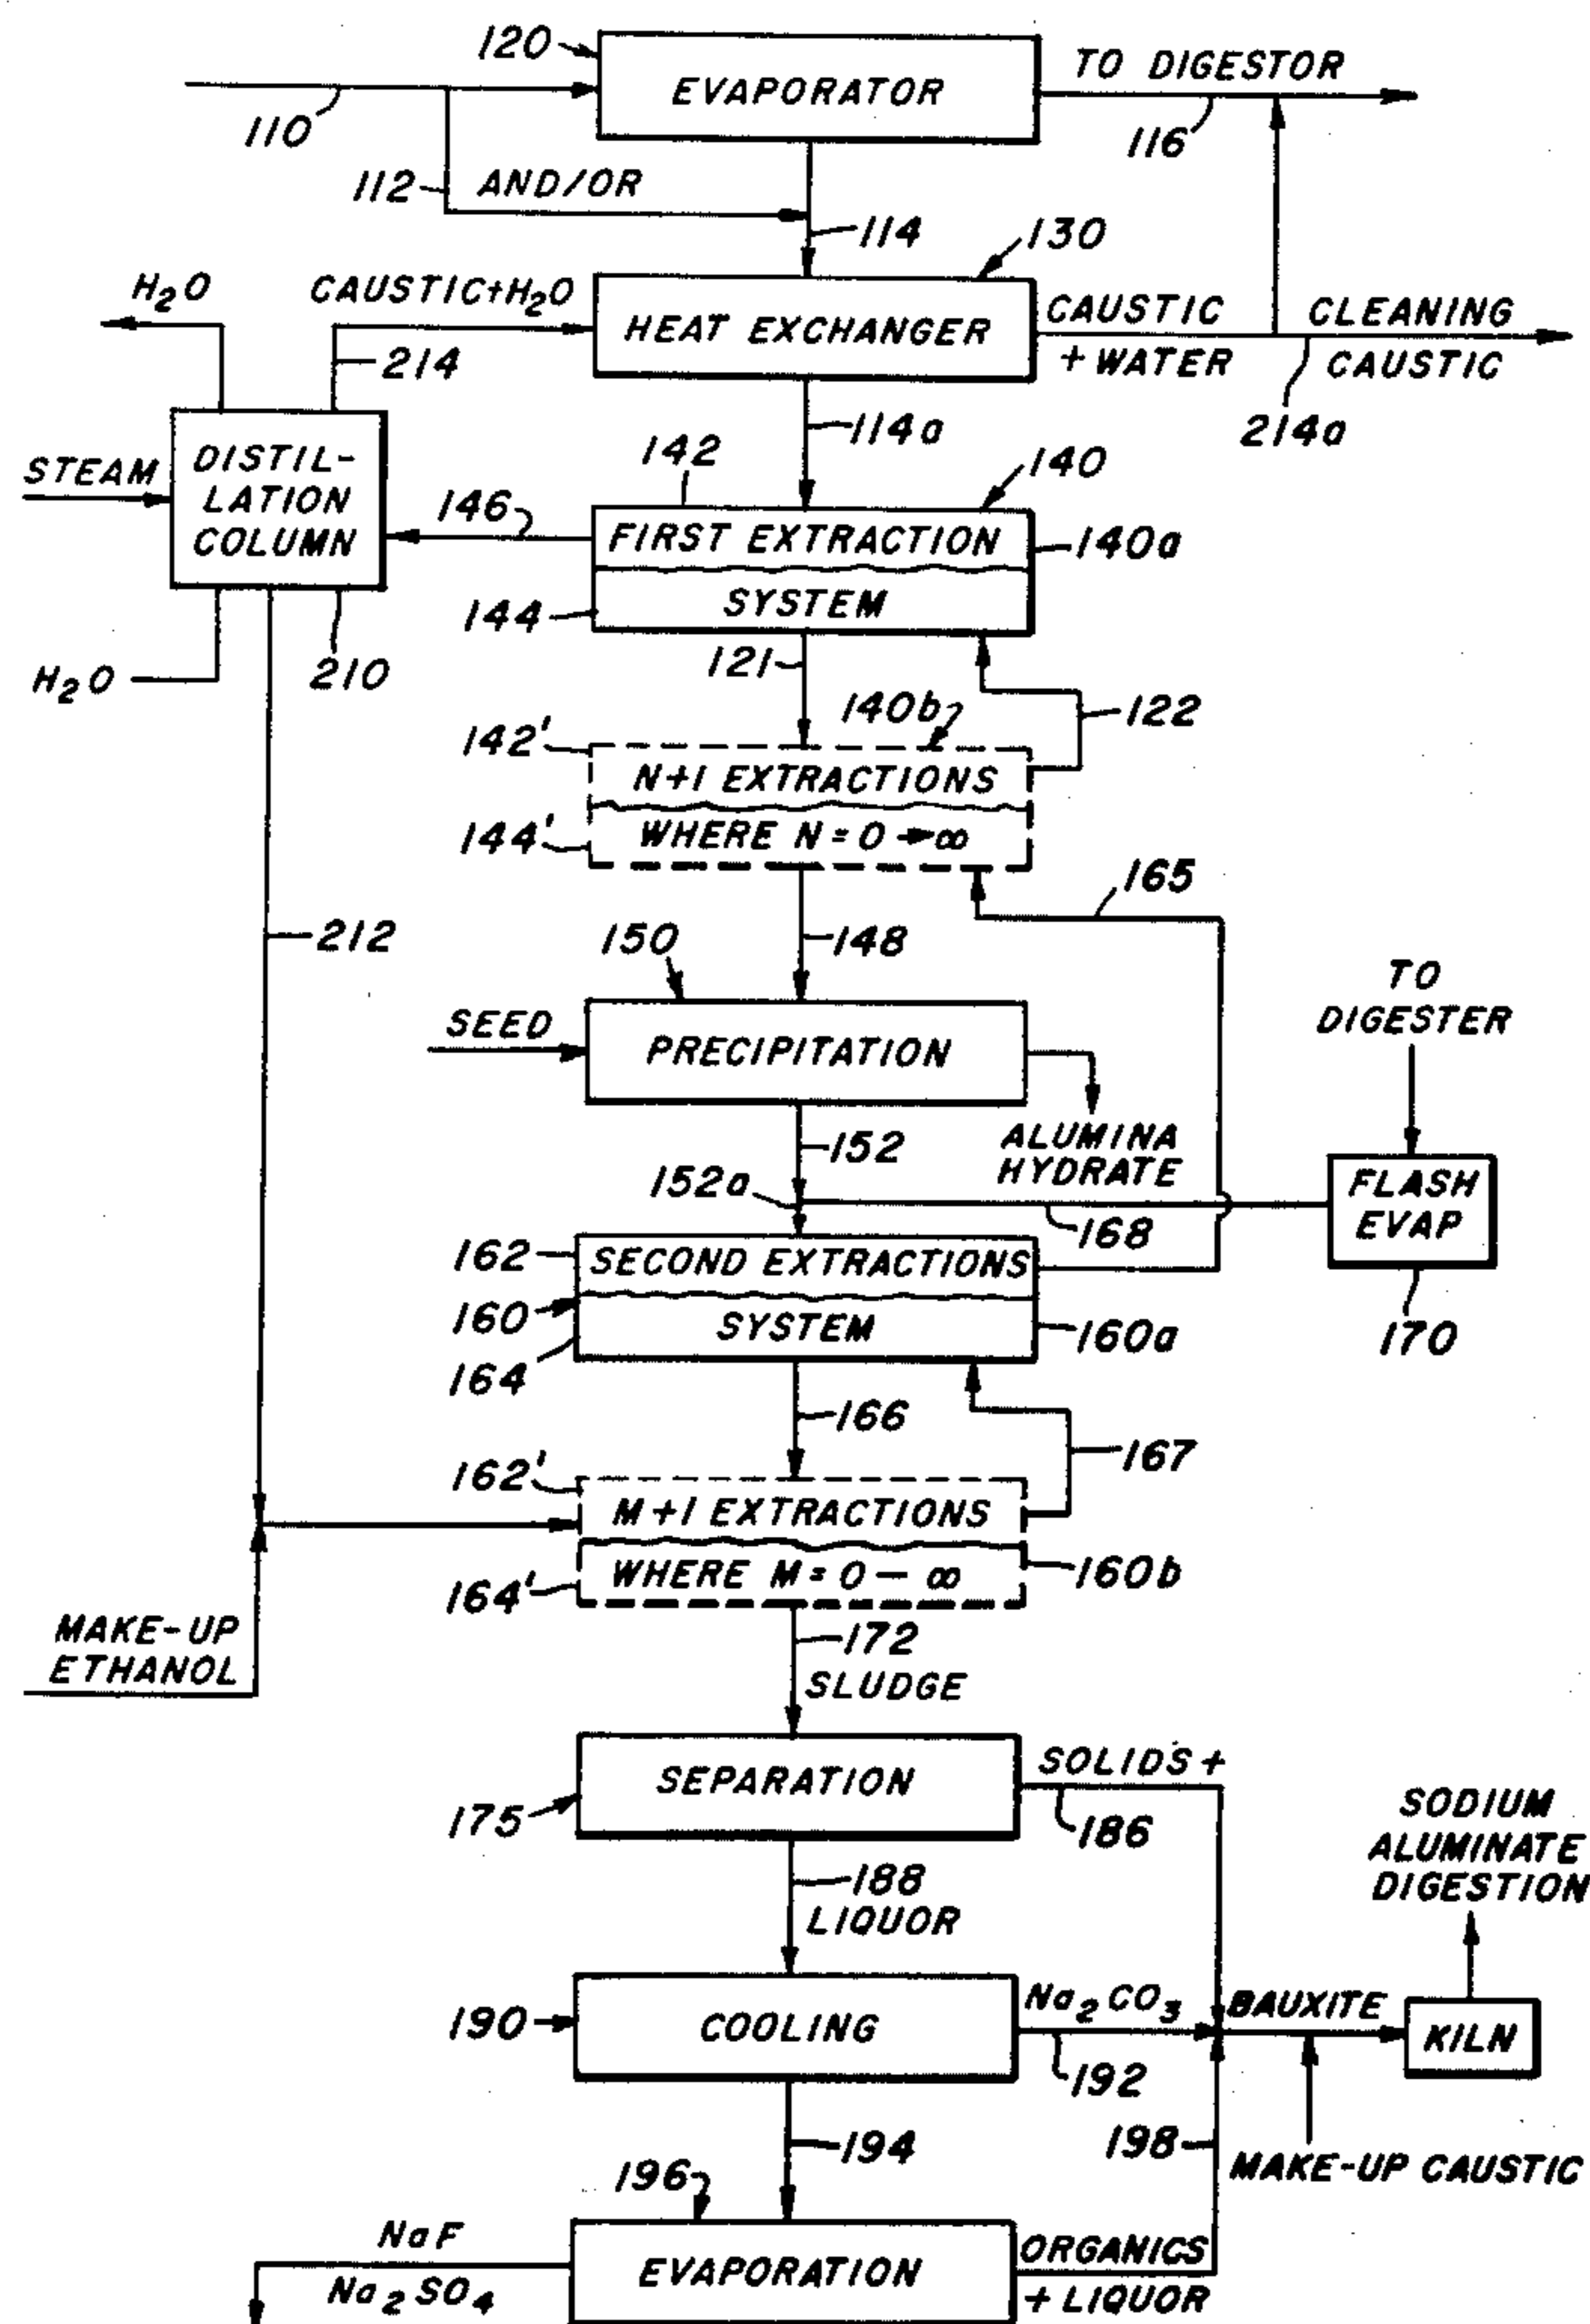 120
EVAPORATOR
TO DIGESTOR
110
116
112
AND/OR
114
130
H2O
CAUSTIC+H2O
HEAT EXCHANGER
CAUSTIC
+ WATER
CLEANING
CAUSTIC
214
114a
214a
STEAM
DISTIL-
LATION
COLUMN
142
140
146
FIRST EXTRACTION
140a
144
SYSTEM
121
H2O
210
140b
122
142'
N+1 EXTRACTIONS
144'
WHERE N = 0 → ∞
165
212
150
148
TO
DIGESTER
SEED
PRECIPITATION
152
ALUMINA
HYDRATE
152a
168
FLASH
EVAP
162
SECOND EXTRACTIONS
160
SYSTEM
160a
164
170
166
167
162'
M+1 EXTRACTIONS
164'
WHERE M = 0 – ∞
160b
MAKE-UP
ETHANOL
172
SLUDGE
SEPARATION
SOLIDS +
175
186
SODIUM
ALUMINATE
DIGESTION
188
LIQUOR
190
COOLING
Na2CO3
192
BAUXITE
KILN
194
198
MAKE-UP CAUSTIC
196
NaF
Na2SO4
EVAPORATION
ORGANICS
+ LIQUOR